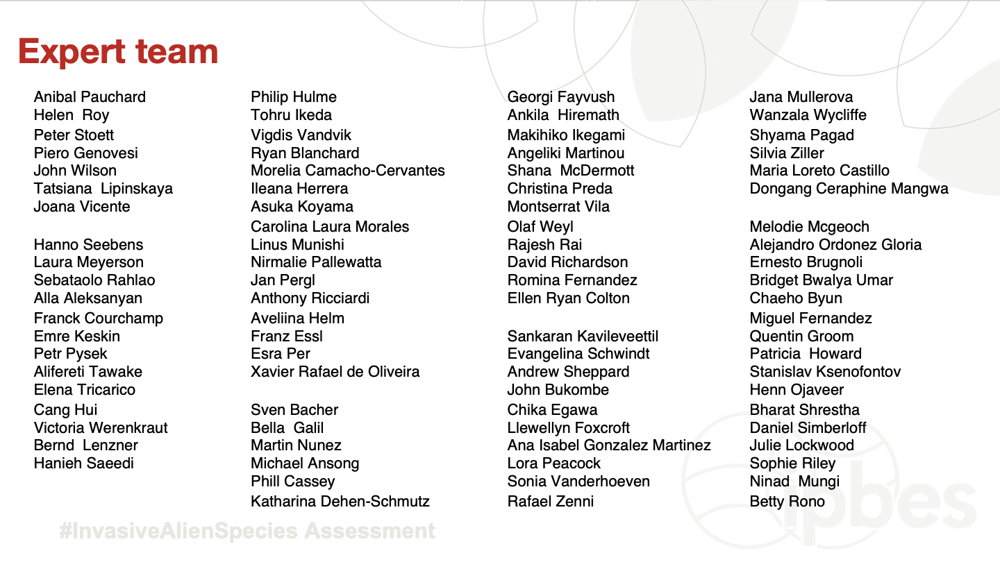 Expert team
Anibal Pauchard
Helen  Roy
Peter Stoett
Piero Genovesi
John Wilson
Tatsiana  Lipinskaya
Joana Vicente
Hanno Seebens
Laura Meyerson
Sebataolo Rahlao
Alla Aleksanyan
Franck Courchamp
Emre Keskin
Petr Pysek
Alifereti Tawake
Elena Tricarico
Cang Hui
Victoria Werenkraut
Bernd  Lenzner
Hanieh Saeedi
Philip Hulme
Tohru Ikeda
Vigdis Vandvik
Ryan Blanchard
Morelia Camacho-Cervantes
Ileana Herrera
Asuka Koyama
Carolina Laura Morales
Linus Munishi
Nirmalie Pallewatta
Jan Pergl
Anthony Ricciardi
Aveliina Helm
Franz Essl
Esra Per
Xavier Rafael de Oliveira
Sven Bacher
Bella  Galil
Martin Nunez
Michael Ansong
Phill Cassey
Katharina Dehen-Schmutz
Georgi Fayvush
Ankila  Hiremath
Makihiko Ikegami
Angeliki Martinou
Shana  McDermott
Christina Preda
Montserrat Vila
Olaf Weyl
Rajesh Rai
David Richardson
Romina Fernandez
Ellen Ryan Colton
Sankaran Kavileveettil
Evangelina Schwindt
Andrew Sheppard
John Bukombe
Chika Egawa
Llewellyn Foxcroft
Ana Isabel Gonzalez Martinez
Lora Peacock
Sonia Vanderhoeven
Rafael Zenni
Jana Mullerova
Wanzala Wycliffe
Shyama Pagad
Silvia Ziller
Maria Loreto Castillo
Dongang Ceraphine Mangwa
Melodie Mcgeoch
Alejandro Ordonez Gloria
Ernesto Brugnoli
Bridget Bwalya Umar
Chaeho Byun
Miguel Fernandez
Quentin Groom
Patricia  Howard
Stanislav Ksenofontov
Henn Ojaveer
Bharat Shrestha
Daniel Simberloff
Julie Lockwood
Sophie Riley
Ninad  Mungi
Betty Rono
ipbes
#InvasiveAlienSpecies Assessment